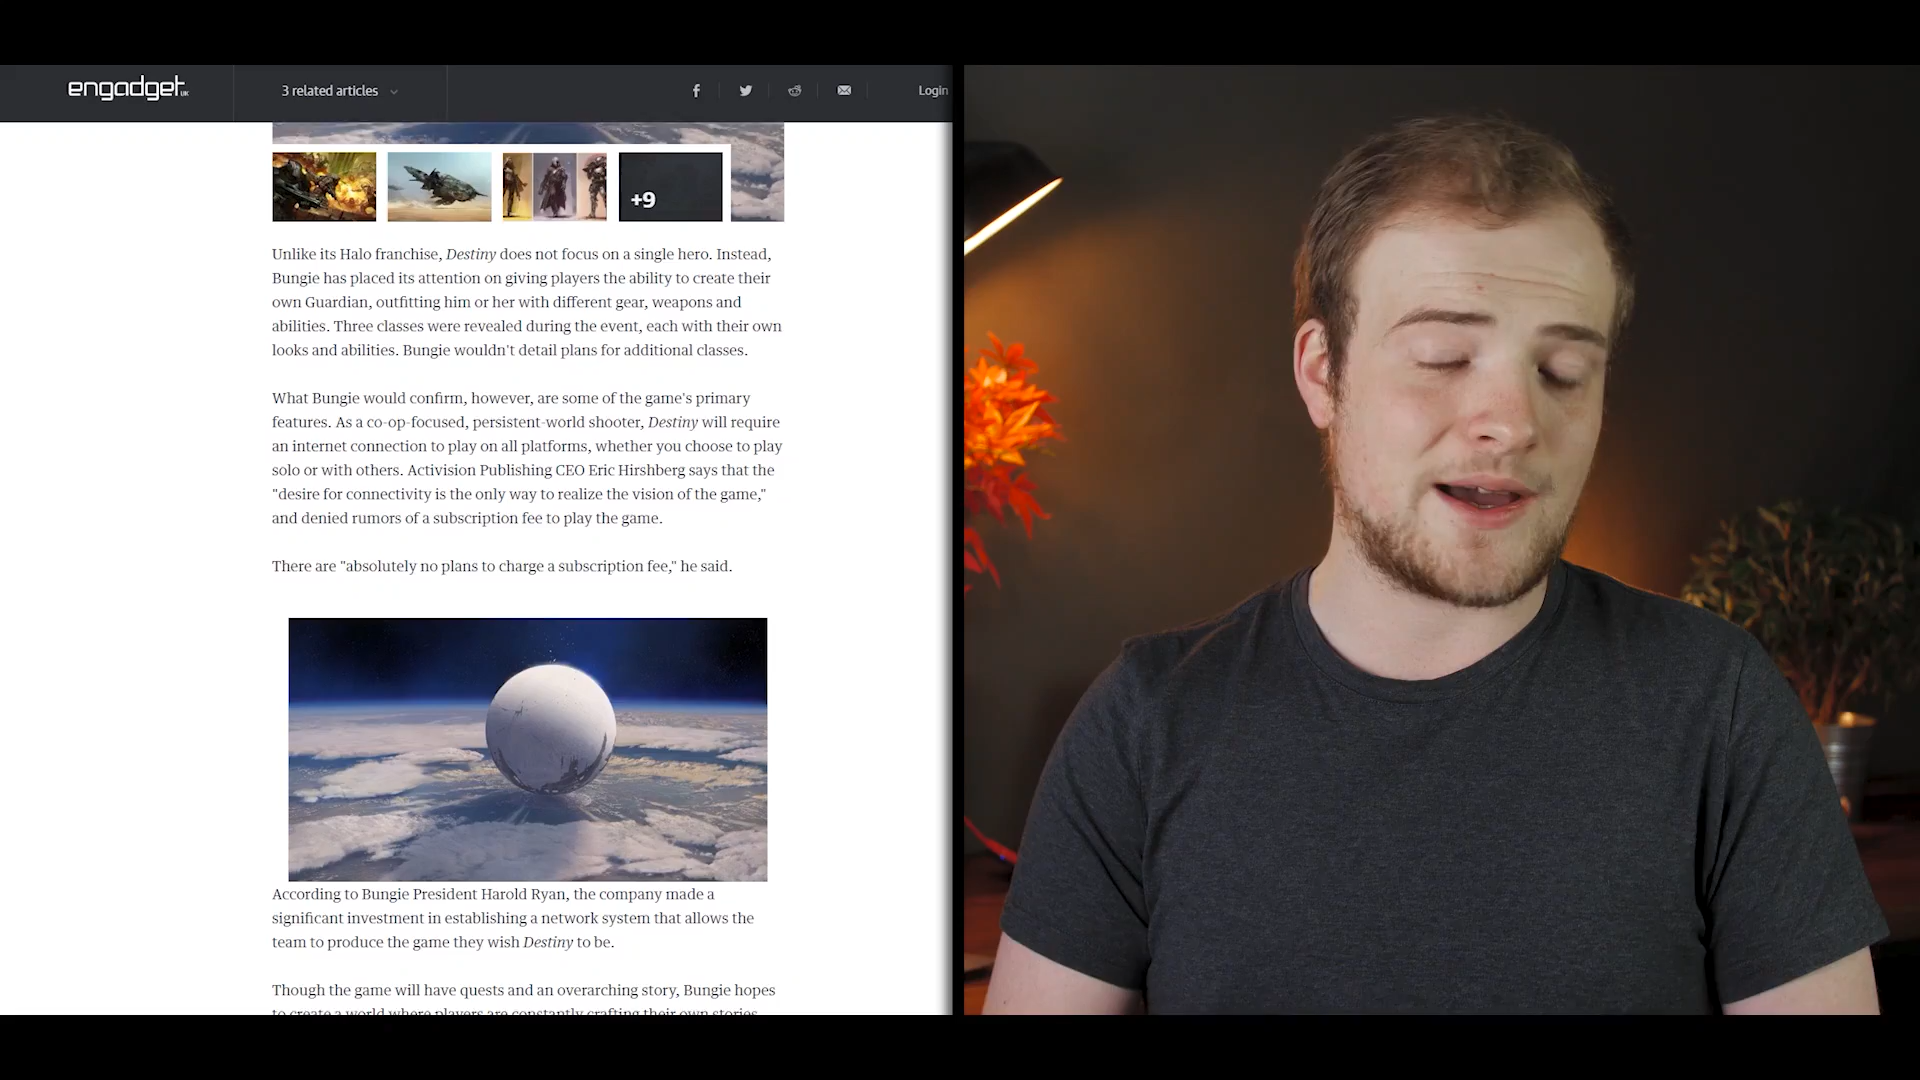 engadget UK
3 related articles
Login
+9
Unlike its Halo franchise, Destiny does not focus on a single hero. Instead,
Bungie has placed its attention on giving players the ability to create their
own Guardian, outfitting him or her with different gear, weapons and
abilities. Three classes were revealed during the event, each with their own
looks and abilities. Bungie wouldn't detail plans for additional classes.
What Bungie would confirm, however, are some of the game's primary
features. As a co-op-focused, persistent-world shooter, Destiny will require
an internet connection to play on all platforms, whether you choose to play
solo or with others. Activision Publishing CEO Eric Hirshberg says that the
"desire for connectivity is the only way to realize the vision of the game,"
and denied rumors of a subscription fee to play the game.
There are "absolutely no plans to charge a subscription fee," he said.
According to Bungie President Harold Ryan, the company made a
significant investment in establishing a network system that allows the
team to produce the game they wish Destiny to be.
Though the game will have quests and an overarching story, Bungie hopes
to create a world where players are constantly crafting their own stories